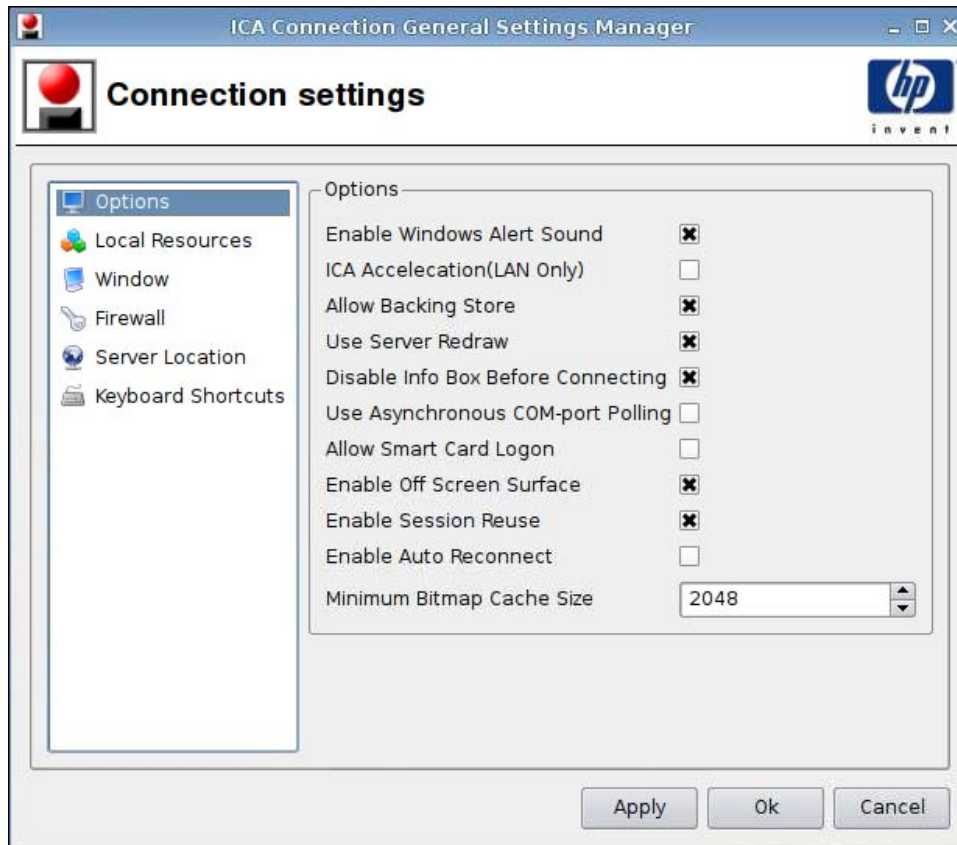 ICA Connection General Settings Manager
Connection settings
hp
invent
Options
Local Resources
Window
Firewall
Server Location
Keyboard Shortcuts
Options
Enable Windows Alert Sound
ICA Accelecation(LAN Only)
Allow Backing Store
Use Server Redraw
Disable Info Box Before Connecting
Use Asynchronous COM-port Polling
Allow Smart Card Logon
Enable Off Screen Surface
Enable Session Reuse
Enable Auto Reconnect
Minimum Bitmap Cache Size 2048
Apply Ok Cancel